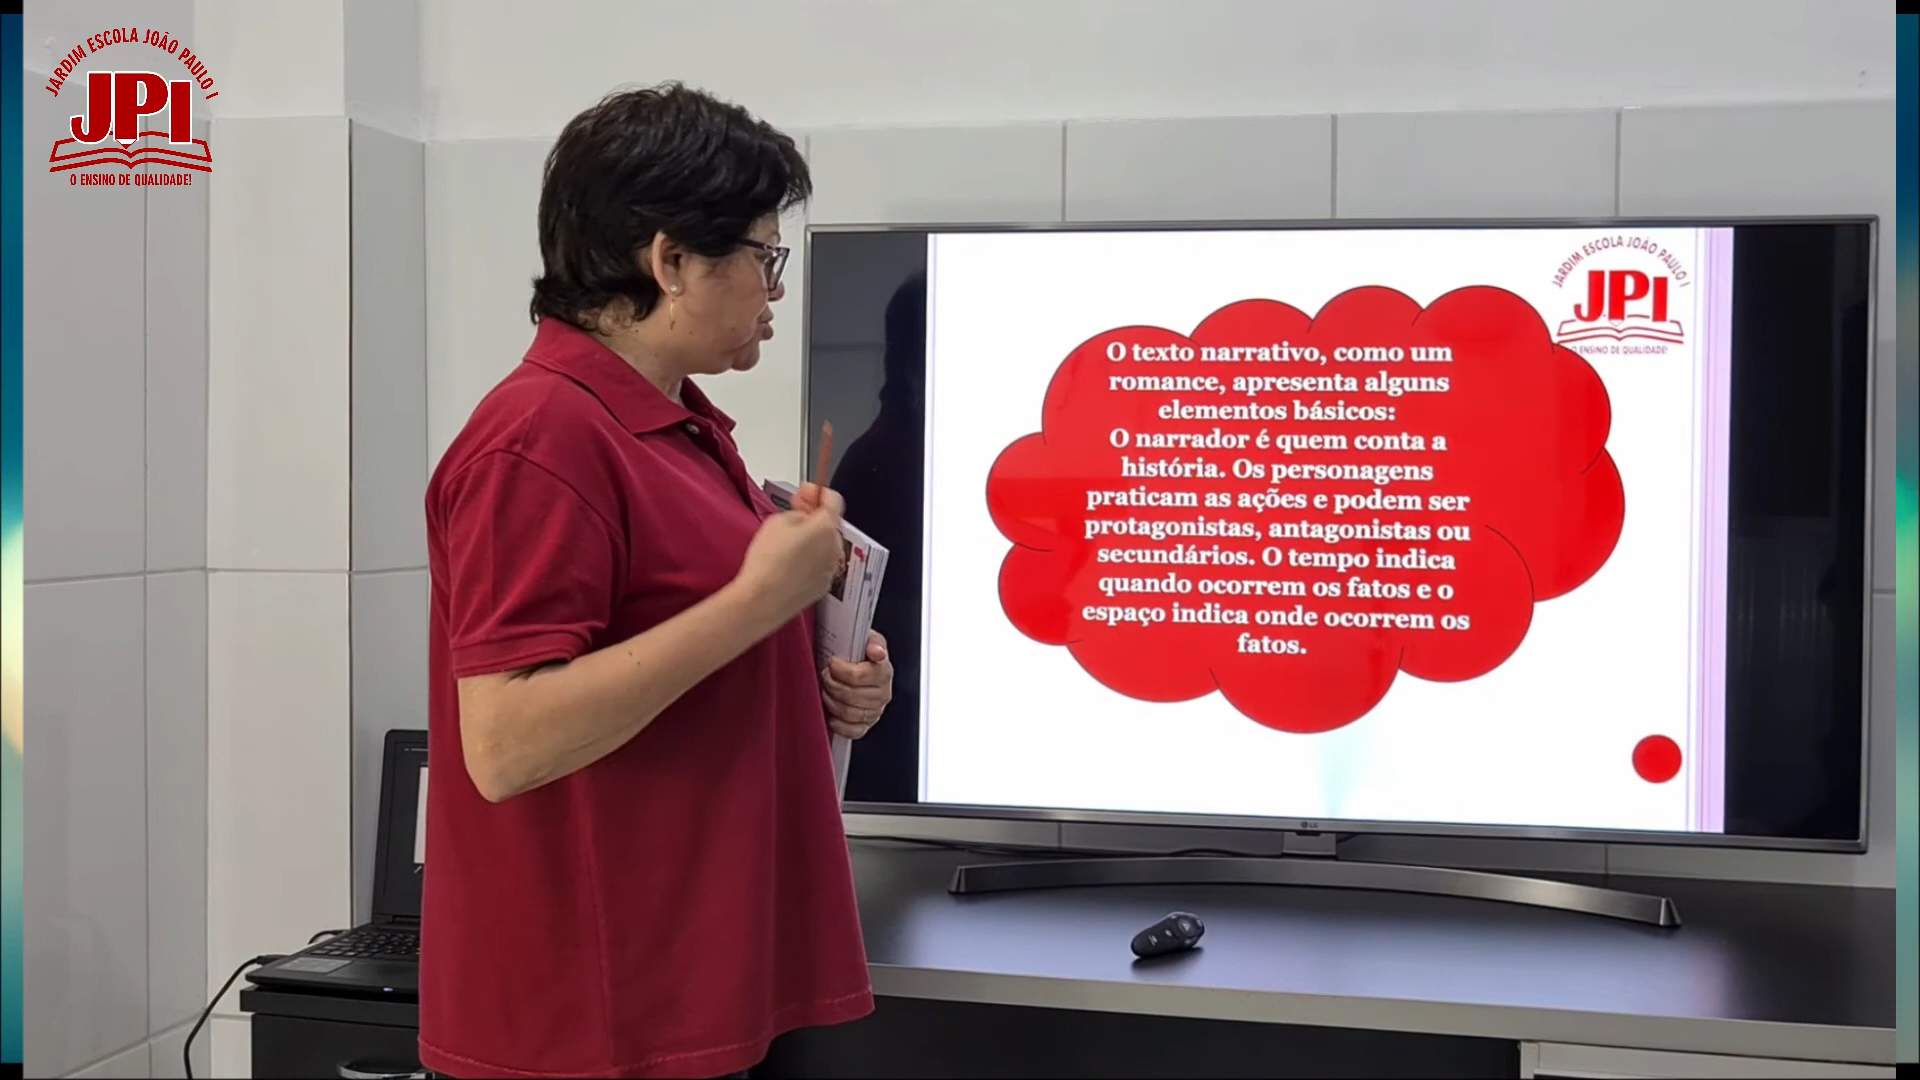 JARDIM ESCOLA JOÃO PAULO I
JPI
O ENSINO DE QUALIDADE!
JARDIM ESCOLA JOÃO PAULO I
JPI
O ENSINO DE QUALIDADE!
O texto narrativo, como um
romance, apresenta alguns
elementos básicos:
O narrador é quem conta a
história. Os personagens
praticam as ações e podem ser
protagonistas, antagonistas ou
secundários. O tempo indica
quando ocorrem os fatos e o
espaço indica onde ocorrem os
fatos.
LG